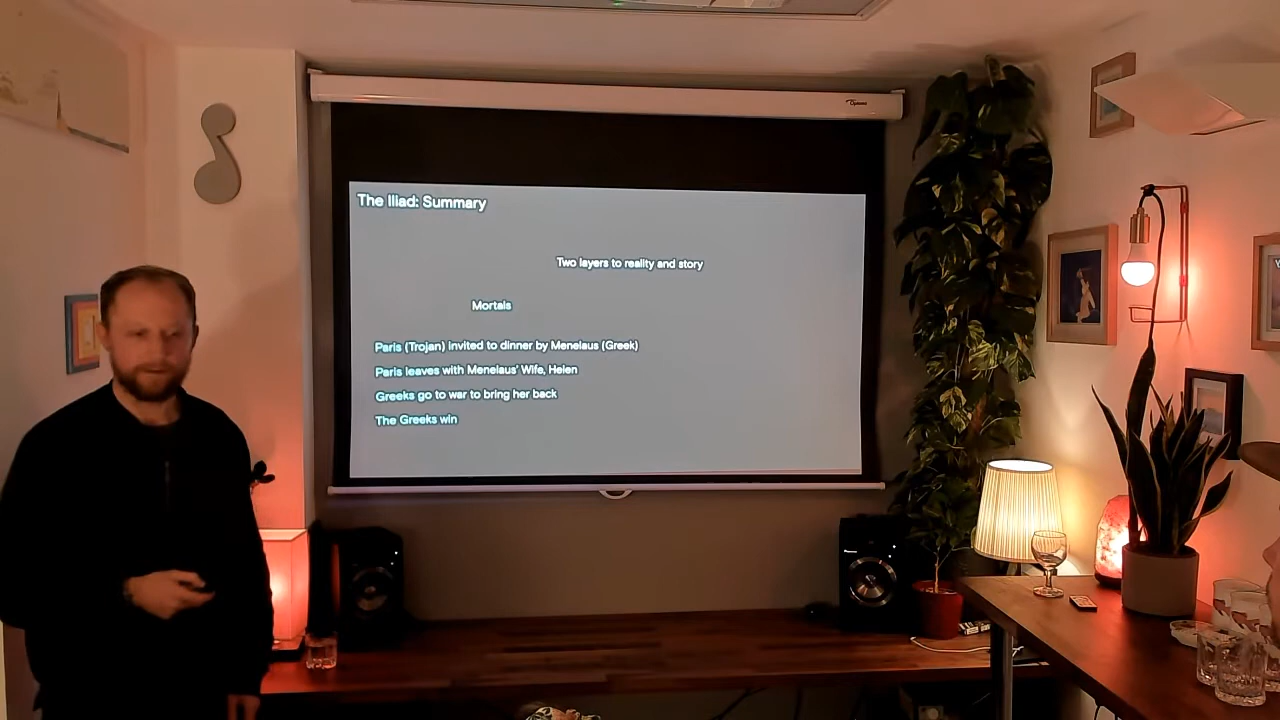 Optoma
The Iliad: Summary
Two layers to reality and story
Mortals
Paris (Trojan) invited to dinner by Menelaus (Greek)
Paris leaves with Menelaus' Wife, Helen
Greeks go to war to bring her back
The Greeks win